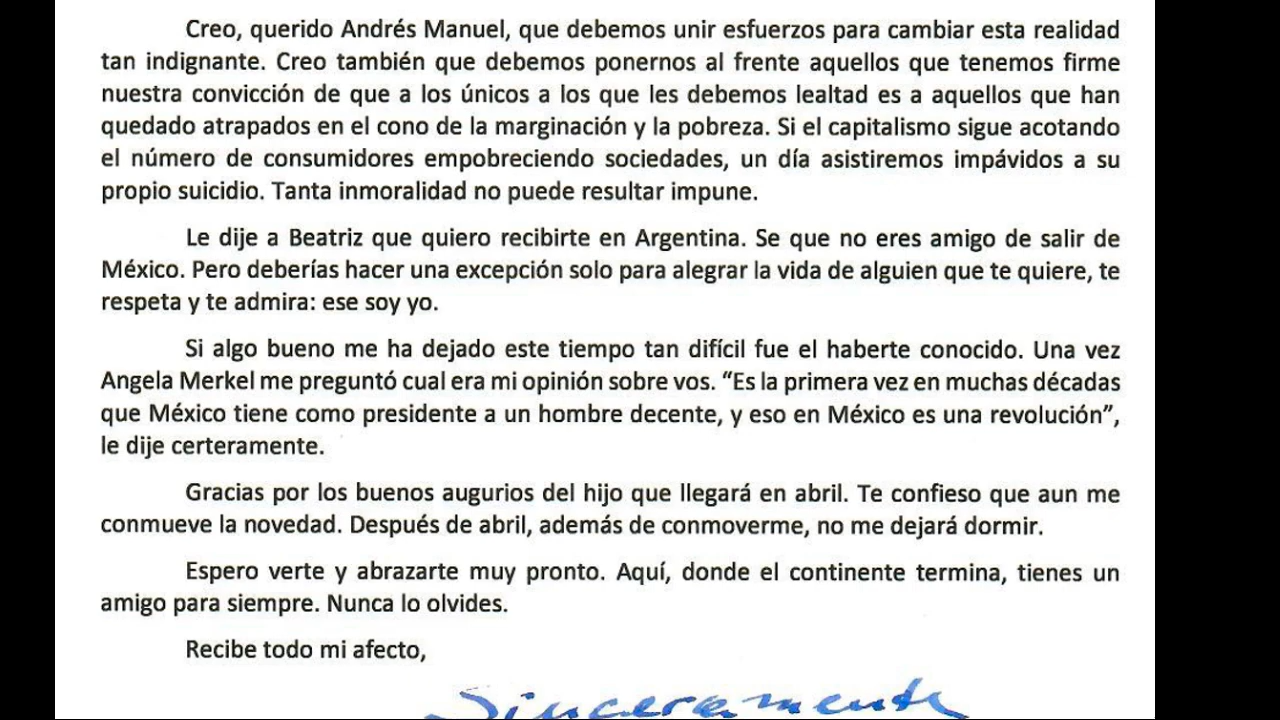 Creo, querido Andrés Manuel, que debemos unir esfuerzos para cambiar esta realidad
tan indignante. Creo también que debemos ponernos al frente aquellos que tenemos firme
nuestra convicción de que a los únicos a los que les debemos lealtad es a aquellos que han
quedado atrapados en el cono de la marginación y la pobreza. Si el capitalismo sigue acotando
el número de consumidores empobreciendo sociedades, un día asistiremos impávidos a su
propio suicidio. Tanta inmoralidad no puede resultar impune.
Le dije a Beatriz que quiero recibirte en Argentina. Se que no eres amigo de salir de
México. Pero deberías hacer una excepción solo para alegrar la vida de alguien que te quiere, te
respeta y te admira: ese soy yo.
Si algo bueno me ha dejado este tiempo tan difícil fue el haberte conocido. Una vez
Angela Merkel me preguntó cual era mi opinión sobre vos. “Es la primera vez en muchas décadas
que México tiene como presidente a un hombre decente, y eso en México es una revolución”,
le dije certeramente.
Gracias por los buenos augurios del hijo que llegará en abril. Te confieso que aun me
conmueve la novedad. Después de abril, además de conmoverme, no me dejará dormir.
Espero verte y abrazarte muy pronto. Aquí, donde el continente termina, tienes un
amigo para siempre. Nunca lo olvides.
Recibe todo mi afecto,
Sinceramente